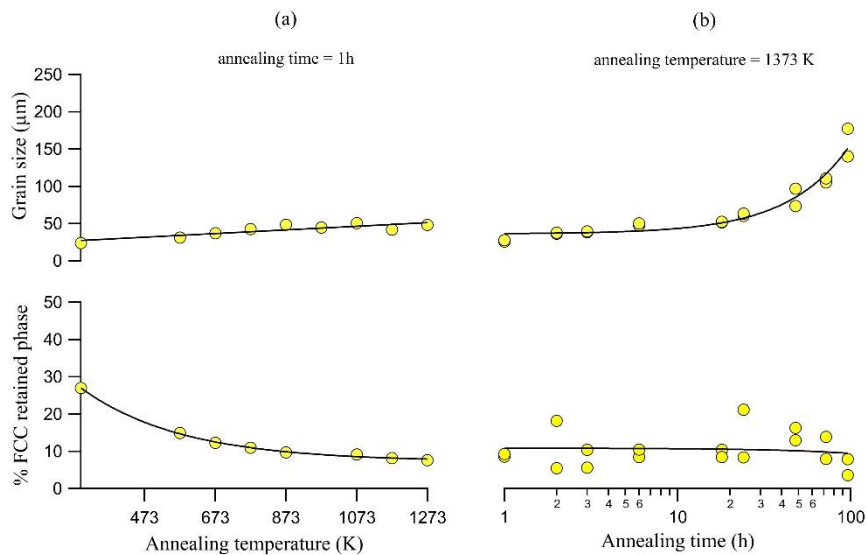 (a)
(b)
annealing time = 1h
annealing temperature = 1373 K
Grain size (μm)
250
200
150
100
50
0
% FCC retained phase
50
40
30
20
10
0
473 673 873 1073 1273
Annealing temperature (K)
1 2 3 4 5 6 10 2 3 4 5 6 100
Annealing time (h)